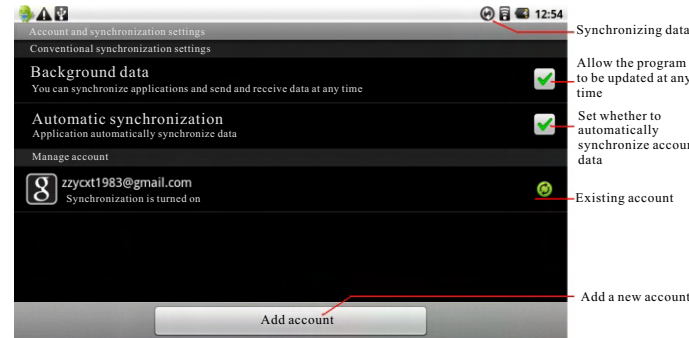 12:54
Account and synchronization settings
Conventional synchronization settings
Background data
You can synchronize applications and send and receive data at any time
Automatic synchronization
Application automatically synchronize data
Manage account
zzycxt1983@gmail.com
Synchronization is turned on
Add account
Synchronizing data
Allow the program
to be updated at any
time
Set whether to
automatically
synchronize accoun
data
Existing account
Add a new account